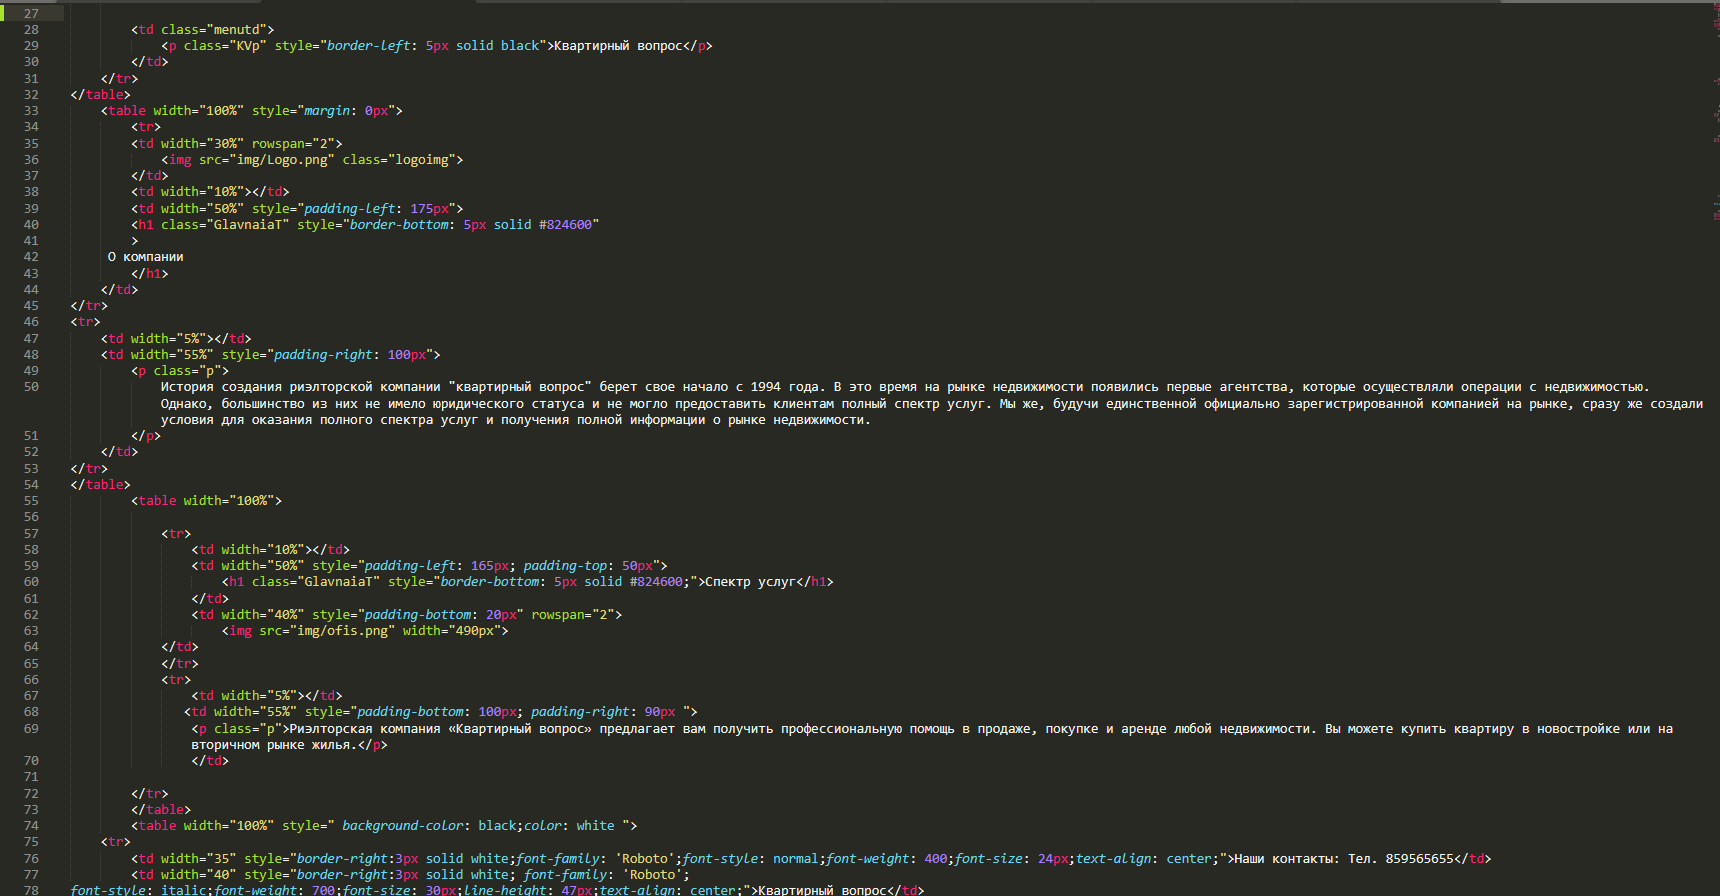 27
28 <td class="menutd">
29 <p class="KVp" style="border-left: 5px solid black">Квартирный вопрос</p>
30 </td>
31 </tr>
32 </table>
33 <table width="100%" style="margin: 0px">
34 <tr>
35 <td width="30%" rowspan="2">
36 <img src="img/Logo.png" class="logoimg">
37 </td>
38 <td width="10%"></td>
39 <td width="50%" style="padding-left: 175px">
40 <h1 class="GlavnaiaT" style="border-bottom: 5px solid #824600"
41 >
42 О компании
43 </h1>
44 </td>
45 </tr>
46 <tr>
47 <td width="5%"></td>
48 <td width="55%" style="padding-right: 100px">
49 <p class="p">
50 История создания риэлторской компании "квартирный вопрос" берет свое начало с 1994 года. В это время на рынке недвижимости появились первые агентства, которые осуществляли операции с недвижимостью.
Однако, большинство из них не имело юридического статуса и не могло предоставить клиентам полный спектр услуг. Мы же, будучи единственной официально зарегистрированной компанией на рынке, сразу же создали
условия для оказания полного спектра услуг и получения полной информации о рынке недвижимости.
51 </p>
52 </td>
53 </tr>
54 </table>
55 <table width="100%">
56
57 <tr>
58 <td width="10%"></td>
59 <td width="50%" style="padding-left: 165px; padding-top: 50px">
60 <h1 class="GlavnaiaT" style="border-bottom: 5px solid #824600;">Спектр услуг</h1>
61 </td>
62 <td width="40%" style="padding-bottom: 20px" rowspan="2">
63 <img src="img/ofis.png" width="490px">
64 </td>
65 </tr>
66 <tr>
67 <td width="5%"></td>
68 <td width="55%" style="padding-bottom: 100px; padding-right: 90px ">
69 <p class="p">Риэлторская компания «Квартирный вопрос» предлагает вам получить профессиональную помощь в продаже, покупке и аренде любой недвижимости. Вы можете купить квартиру в новостройке или на
вторичном рынке жилья.</p>
70 </td>
71
72 </tr>
73 </table>
74 <table width="100%" style=" background-color: black;color: white ">
75 <tr>
76 <td width="35" style="border-right:3px solid white;font-family: 'Roboto';font-style: normal;font-weight: 400;font-size: 24px;text-align: center;">Наши контакты: Тел. 859565655</td>
77 <td width="40" style="border-right:3px solid white; font-family: 'Roboto';
78 font-style: italic;font-weight: 700;font-size: 30px;line-height: 47px;text-align: center;">Квартирный вопрос</td>